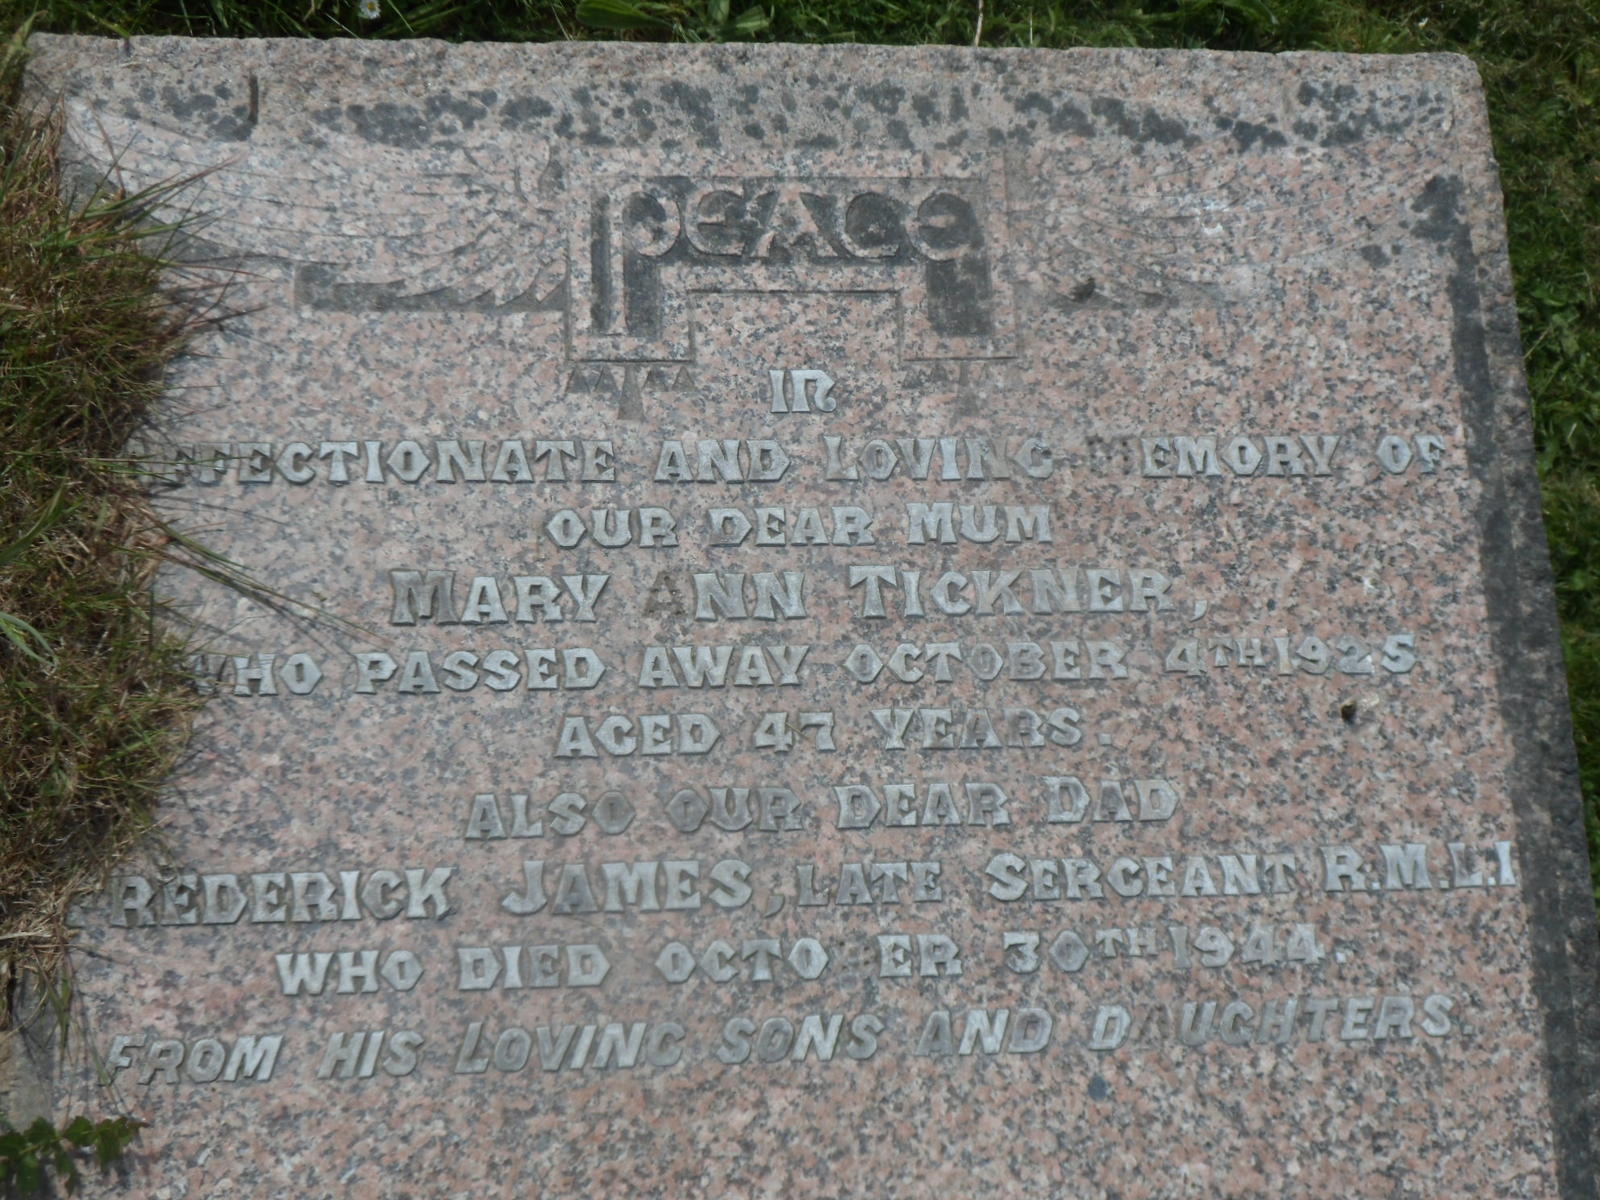 PEACE
IN
AFFECTIONATE AND LOVING MEMORY OF
OUR DEAR MUM
MARY ANN TICKNER,
WHO PASSED AWAY OCTOBER 4TH 1925
AGED 47 YEARS.
ALSO OUR DEAR DAD
FREDERICK JAMES, LATE SERGEANT R.M.L.I
WHO DIED OCTOBER 30TH 1944.
FROM HIS LOVING SONS AND DAUGHTERS.